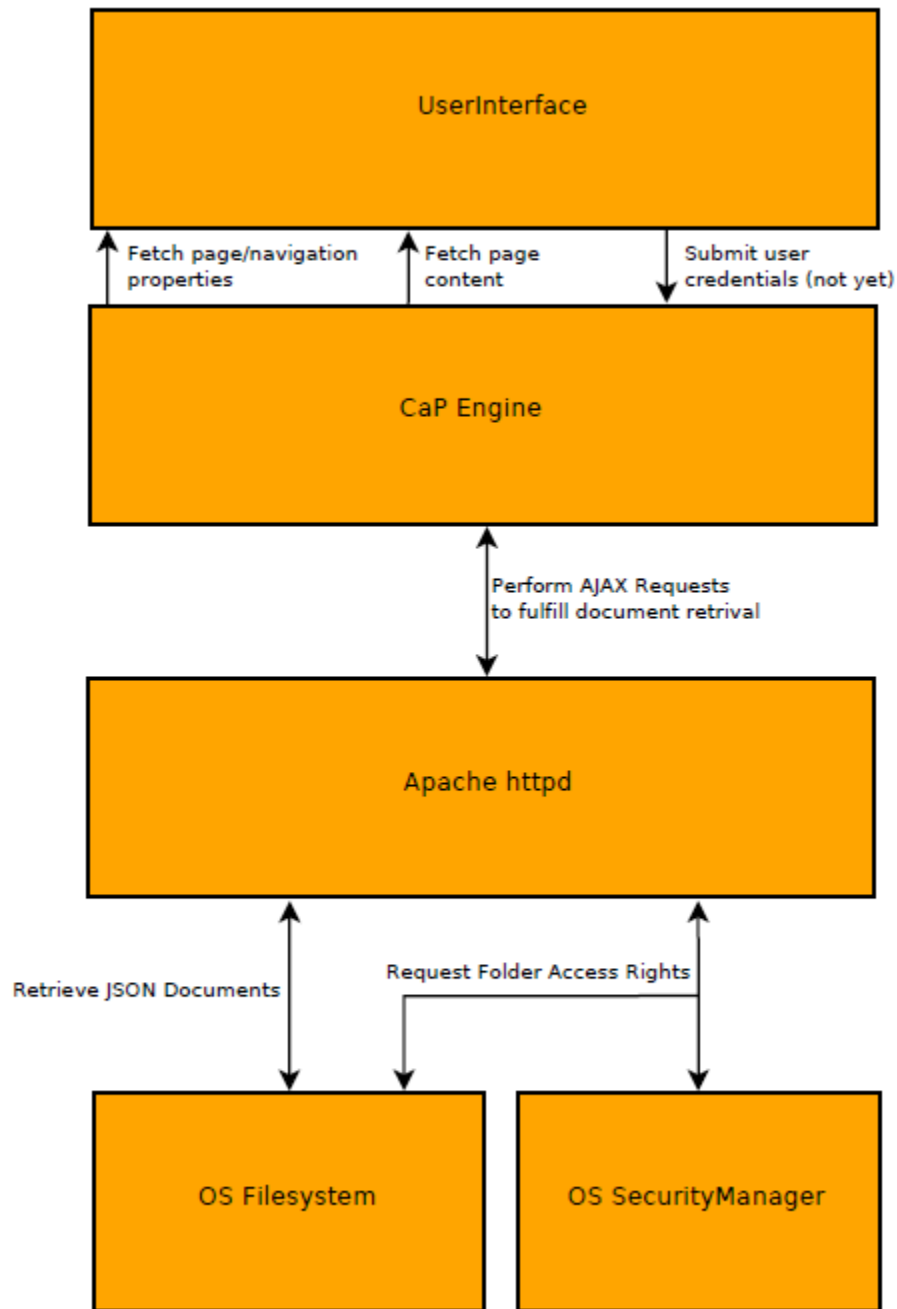 UserInterface
Fetch page/navigation
properties
Fetch page
content
Submit user
credentials (not yet)
CaP Engine
Perform AJAX Requests
to fulfill document retrival
Apache httpd
Request Folder Access Rights
Retrieve JSON Documents
OS Filesystem
OS SecurityManager